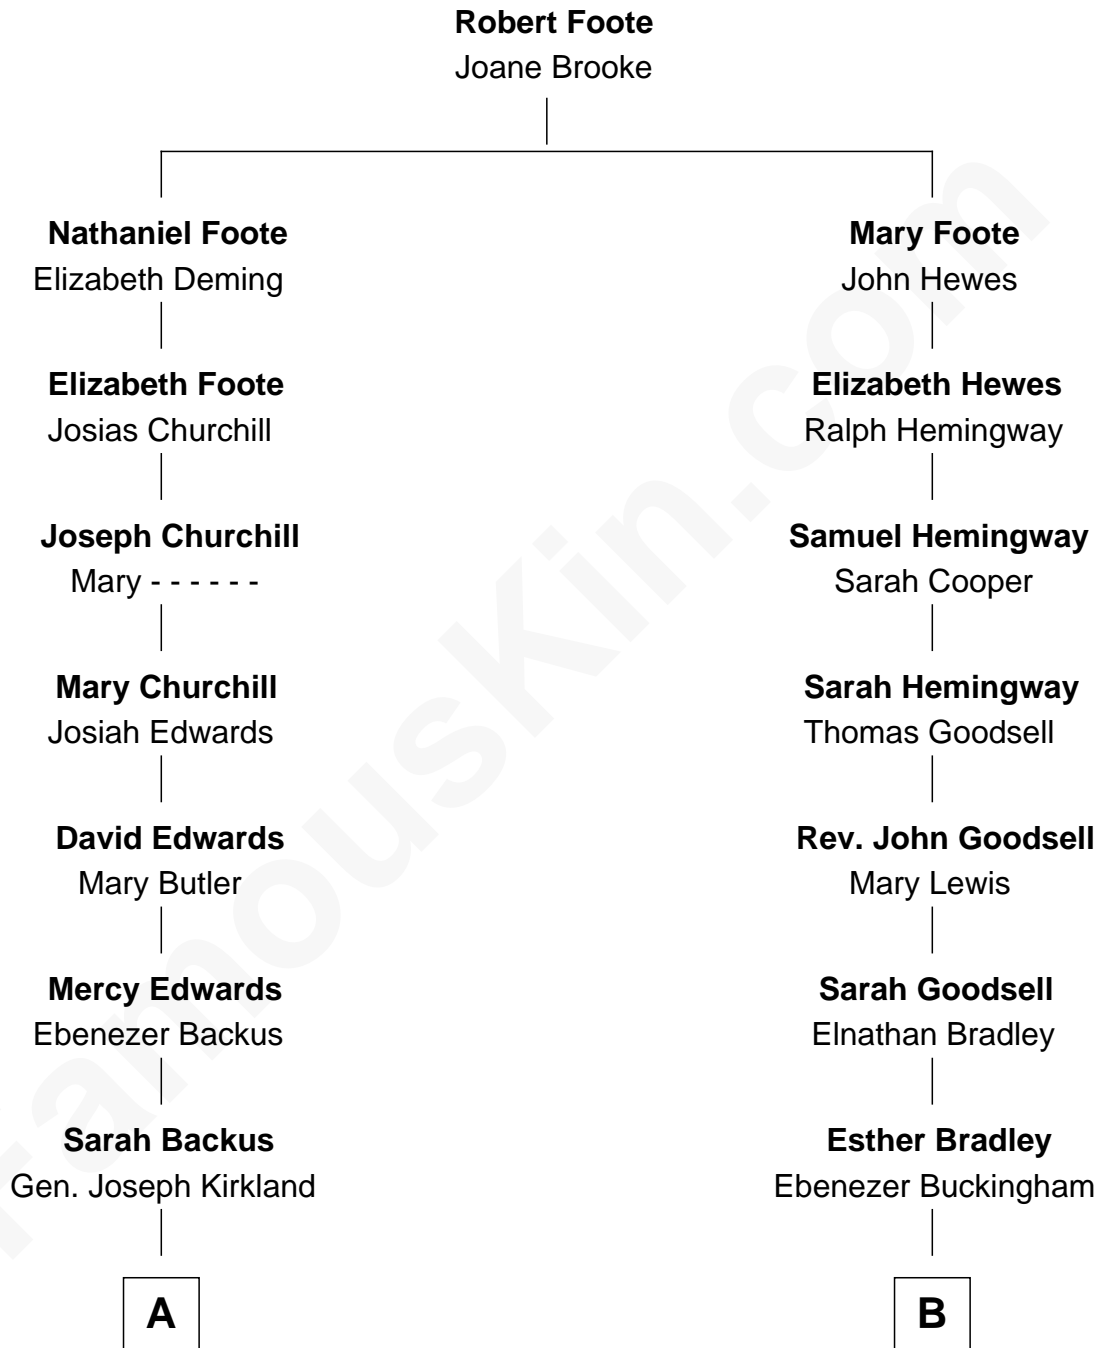 Robert Foote
Joane Brooke
Nathaniel Foote
Elizabeth Deming
Mary Foote
John Hewes
Elizabeth Foote
Josias Churchill
Elizabeth Hewes
Ralph Hemingway
Joseph Churchill
Mary - - - - - -
Samuel Hemingway
Sarah Cooper
Mary Churchill
Josiah Edwards
Sarah Hemingway
Thomas Goodsell
David Edwards
Mary Butler
Rev. John Goodsell
Mary Lewis
Mercy Edwards
Ebenezer Backus
Sarah Goodsell
Elnathan Bradley
Sarah Backus
Gen. Joseph Kirkland
Esther Bradley
Ebenezer Buckingham
A
B
FamousKin.com